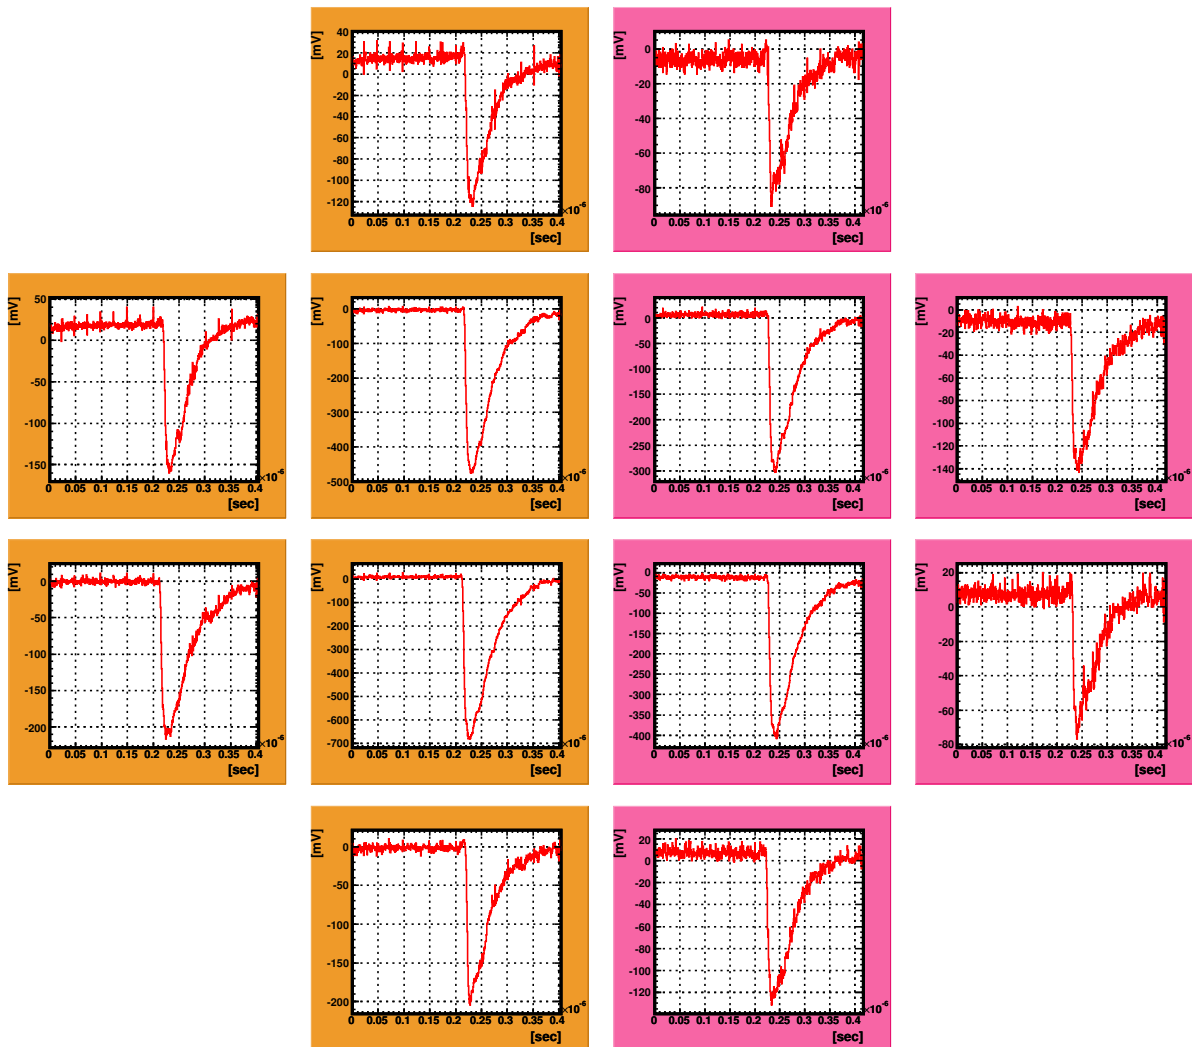 [mV] 40 20 0 -20 -40 -60 -80 -100 -120
0 0.05 0.1 0.15 0.2 0.25 0.3 0.35 0.4 ×10-6
[sec]
[mV] 0 -20 -40 -60 -80
0 0.05 0.1 0.15 0.2 0.25 0.3 0.35 0.4 ×10-6
[sec]
[mV] 50 0 -50 -100 -150
0 0.05 0.1 0.15 0.2 0.25 0.3 0.35 0.4 ×10-6
[sec]
[mV] 0 -100 -200 -300 -400 -500
0 0.05 0.1 0.15 0.2 0.25 0.3 0.35 0.4 ×10-6
[sec]
[mV] 0 -50 -100 -150 -200 -250 -300
0 0.05 0.1 0.15 0.2 0.25 0.3 0.35 0.4 ×10-6
[sec]
[mV] 0 -20 -40 -60 -80 -100 -120 -140
0 0.05 0.1 0.15 0.2 0.25 0.3 0.35 0.4 ×10-6
[sec]
[mV] 0 -50 -100 -150 -200
0 0.05 0.1 0.15 0.2 0.25 0.3 0.35 0.4 ×10-6
[sec]
[mV] 0 -100 -200 -300 -400 -500 -600 -700
0 0.05 0.1 0.15 0.2 0.25 0.3 0.35 0.4 ×10-6
[sec]
[mV] 0 -50 -100 -150 -200 -250 -300 -350 -400
0 0.05 0.1 0.15 0.2 0.25 0.3 0.35 0.4 ×10-6
[sec]
[mV] 20 0 -20 -40 -60 -80
0 0.05 0.1 0.15 0.2 0.25 0.3 0.35 0.4 ×10-6
[sec]
[mV] 0 -50 -100 -150 -200
0 0.05 0.1 0.15 0.2 0.25 0.3 0.35 0.4 ×10-6
[sec]
[mV] 20 0 -20 -40 -60 -80 -100 -120
0 0.05 0.1 0.15 0.2 0.25 0.3 0.35 0.4 ×10-6
[sec]